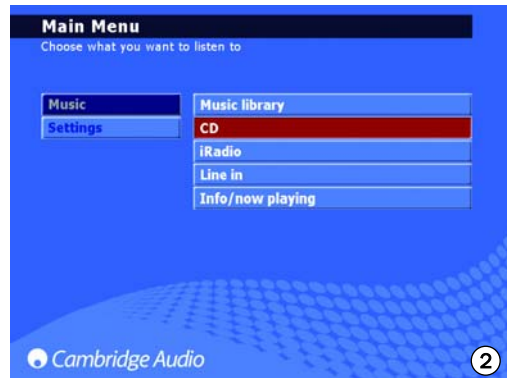 Main Menu
Choose what you want to listen to
Music
Settings
Music library
CD
iRadio
Line in
Info/now playing
Cambridge Audio
2